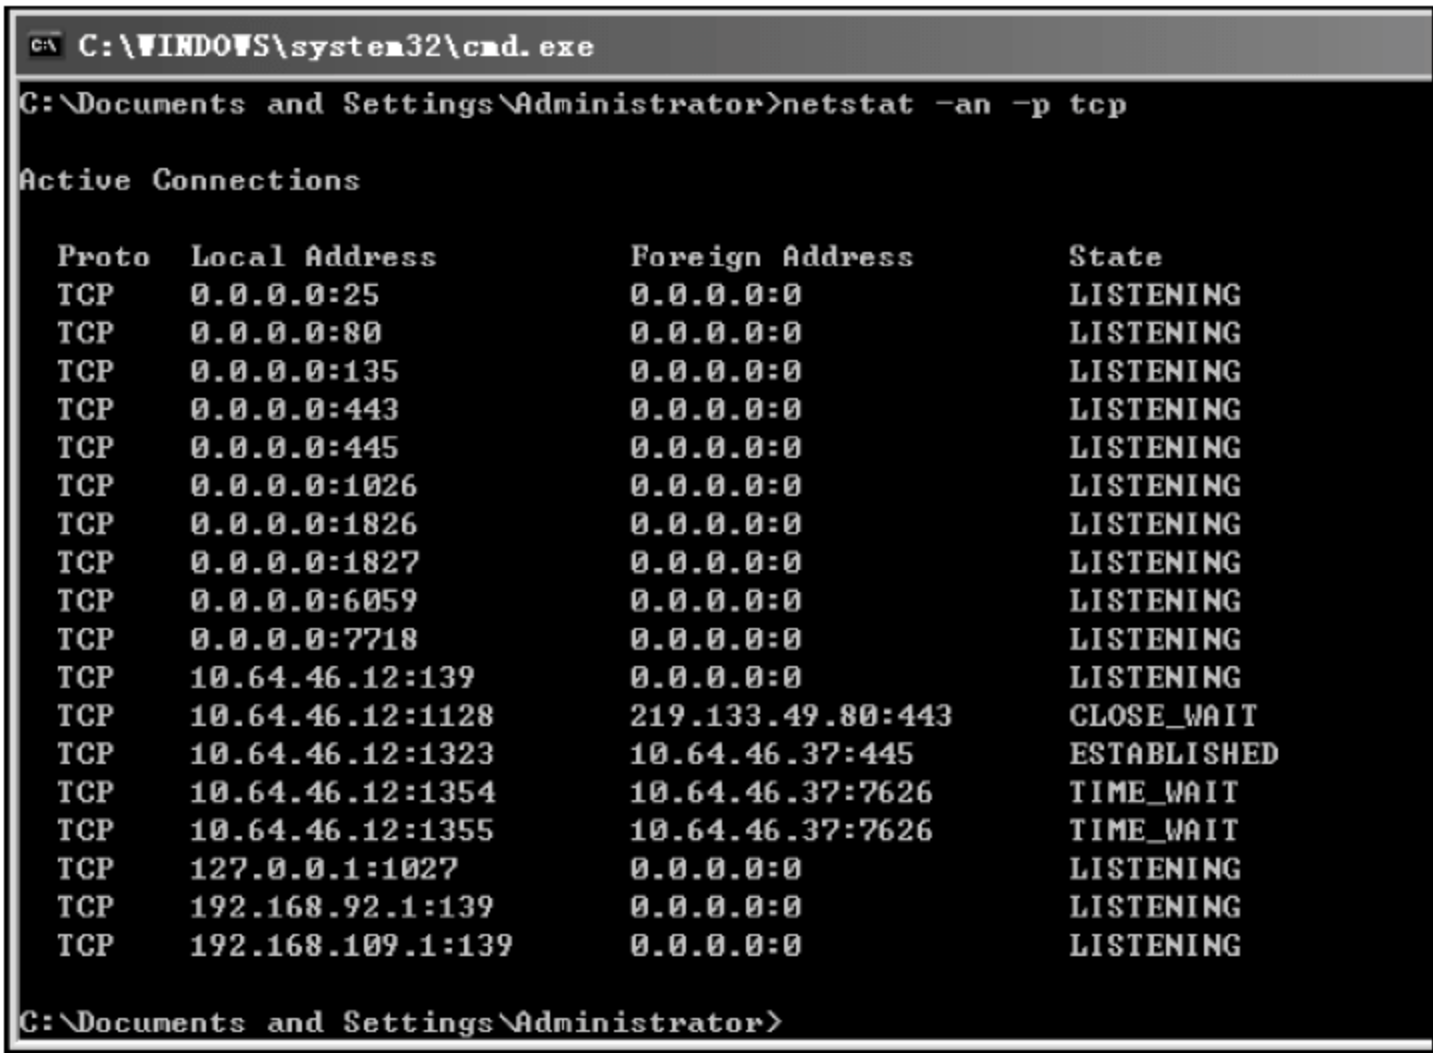 C:\WINDOWS\system32\cmd.exe
C:\Documents and Settings\Administrator>netstat -an -p tcp
Active Connections
Proto Local Address Foreign Address State
TCP 0.0.0.0:25 0.0.0.0:0 LISTENING
TCP 0.0.0.0:80 0.0.0.0:0 LISTENING
TCP 0.0.0.0:135 0.0.0.0:0 LISTENING
TCP 0.0.0.0:443 0.0.0.0:0 LISTENING
TCP 0.0.0.0:445 0.0.0.0:0 LISTENING
TCP 0.0.0.0:1026 0.0.0.0:0 LISTENING
TCP 0.0.0.0:1826 0.0.0.0:0 LISTENING
TCP 0.0.0.0:1827 0.0.0.0:0 LISTENING
TCP 0.0.0.0:6059 0.0.0.0:0 LISTENING
TCP 0.0.0.0:7718 0.0.0.0:0 LISTENING
TCP 10.64.46.12:139 0.0.0.0:0 LISTENING
TCP 10.64.46.12:1128 219.133.49.80:443 CLOSE_WAIT
TCP 10.64.46.12:1323 10.64.46.37:445 ESTABLISHED
TCP 10.64.46.12:1354 10.64.46.37:7626 TIME_WAIT
TCP 10.64.46.12:1355 10.64.46.37:7626 TIME_WAIT
TCP 127.0.0.1:1027 0.0.0.0:0 LISTENING
TCP 192.168.92.1:139 0.0.0.0:0 LISTENING
TCP 192.168.109.1:139 0.0.0.0:0 LISTENING
C:\Documents and Settings\Administrator>